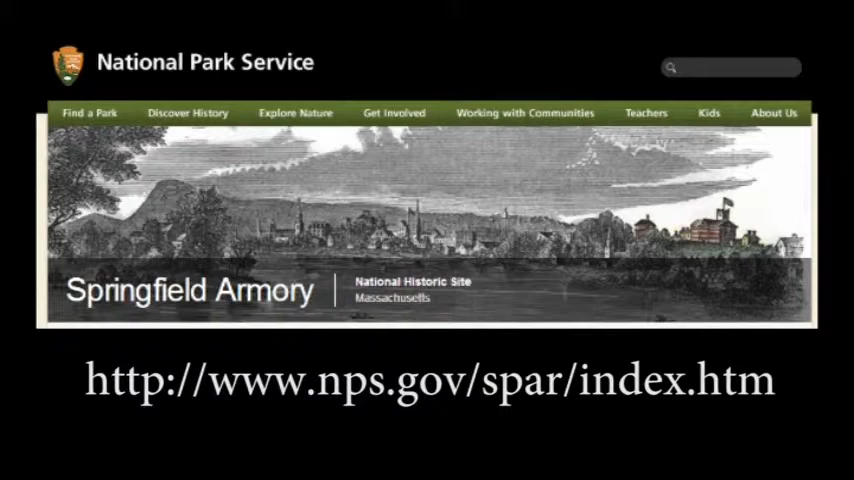 National Park Service
Find a Park Discover History Explore Nature Get Involved Working with Communities Teachers Kids About Us
Springfield Armory
National Historic Site
Massachusetts
http://www.nps.gov/spar/index.htm